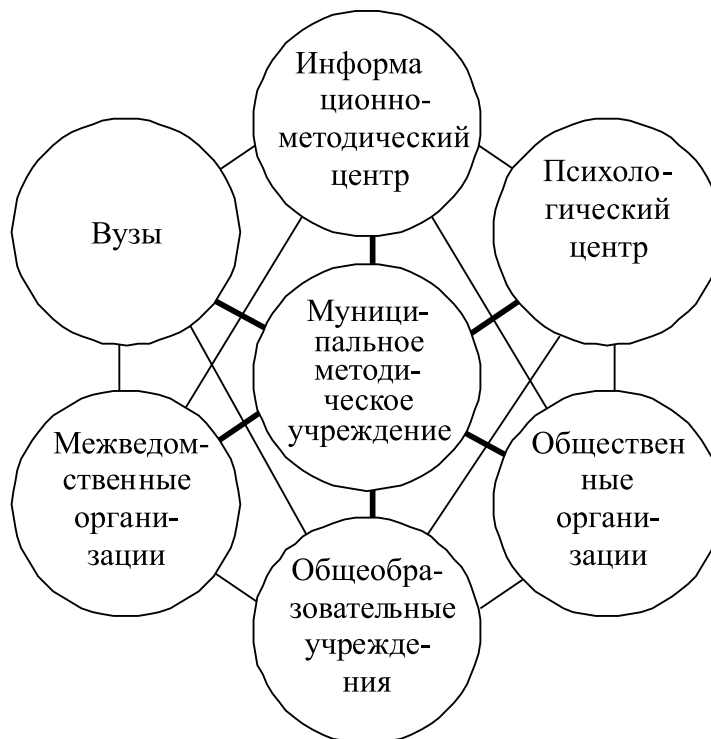 Информа
ционно-
методический
центр
Психоло-
гический
центр
Вузы
Муници-
пальное
методи-
ческое
учреждение
Межведом-
ственные
органи-
зации
Обществен
ные
органи-
зации
Общеобра-
зовательные
учрежде-
ния